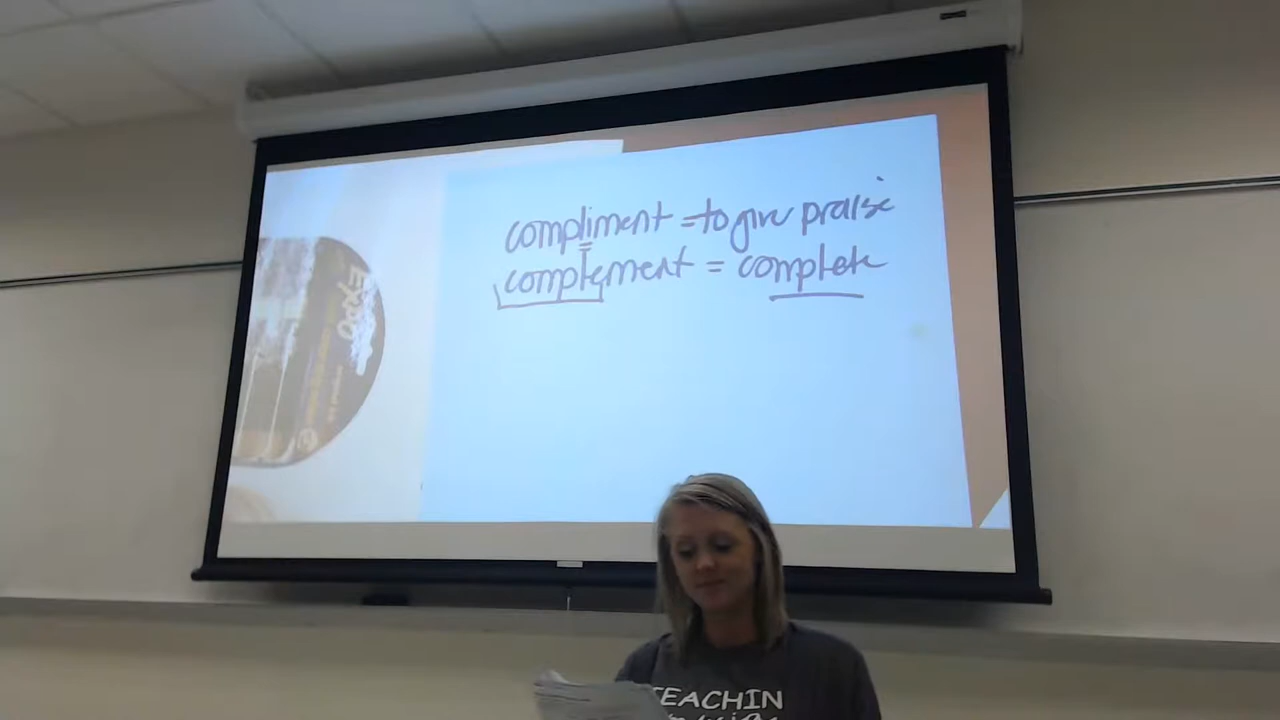 compliment = to give praise
complement = complete
Expo
TEACHIN